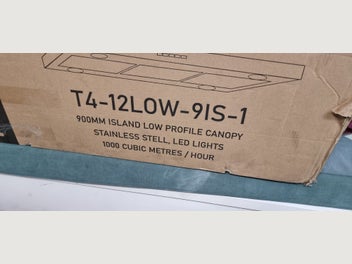 T4-12LOW-9IS-1
900MM ISLAND LOW PROFILE CANOPY
STAINLESS STELL, LED LIGHTS
1000 CUBIC METRES / HOUR